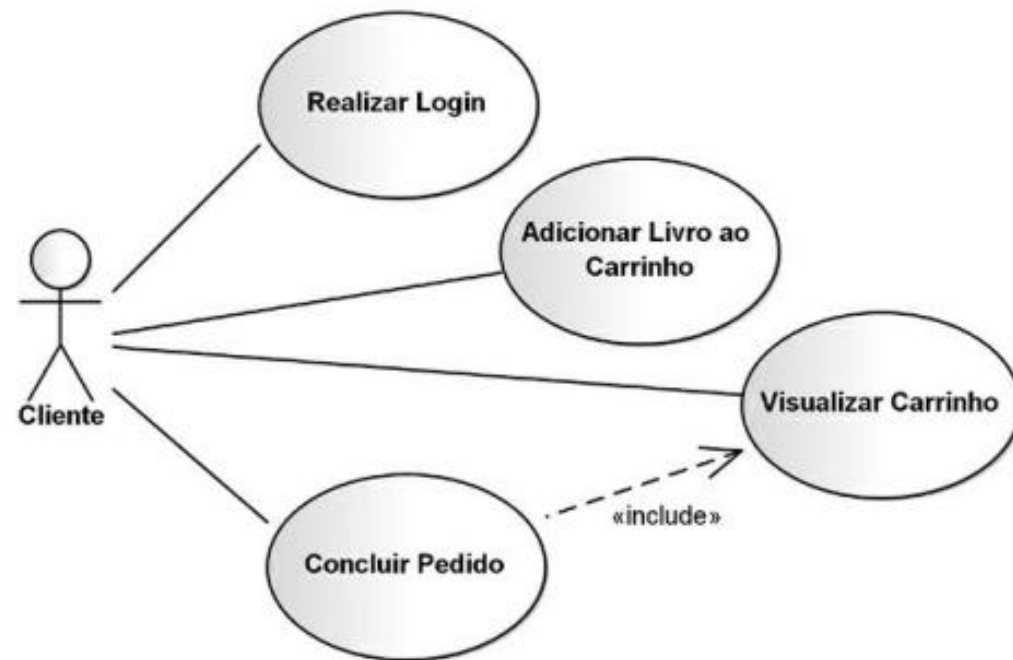 Realizar Login
Adicionar Livro ao
Carrinho
Cliente
Visualizar Carrinho
«include»
Concluir Pedido